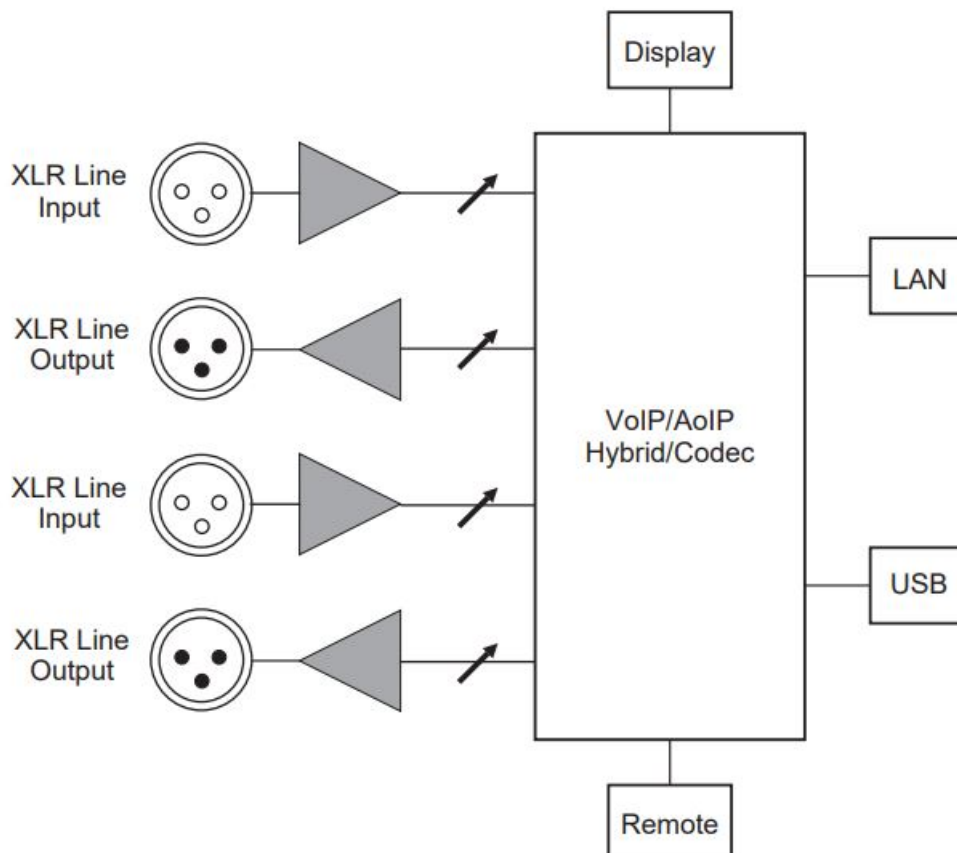 Display
XLR Line
Input
LAN
XLR Line
Output
VoIP/AoIP
Hybrid/Codec
XLR Line
Input
USB
XLR Line
Output
Remote